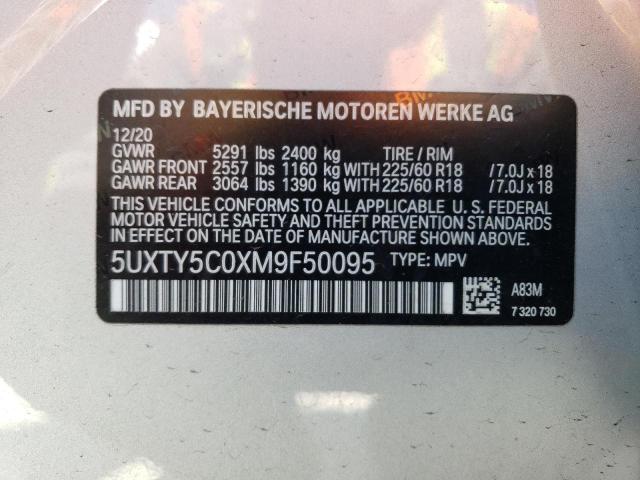 MFD BY BAYERISCHE MOTOREN WERKE AG
12/20
GVWR 5291 lbs 2400 kg TIRE / RIM
GAWR FRONT 2557 lbs 1160 kg WITH 225/60 R18 /7.0J x 18
GAWR REAR 3064 lbs 1390 kg WITH 225/60 R18 /7.0J x 18
THIS VEHICLE CONFORMS TO ALL APPLICABLE U. S. FEDERAL
MOTOR VEHICLE SAFETY AND THEFT PREVENTION STANDARDS
IN EFFECT ON THE DATE OF MANUFACTURE SHOWN ABOVE.
5UXTY5C0XM9F50095 TYPE: MPV
A83M
7 320 730